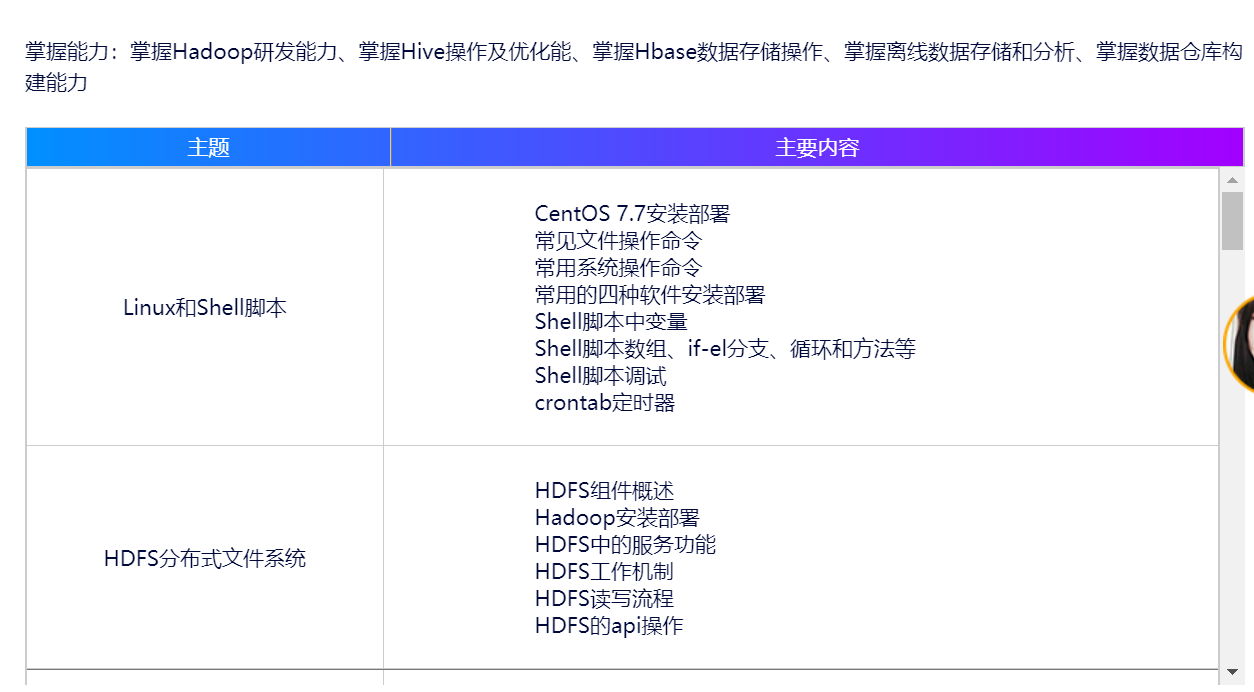 掌握能力：掌握Hadoop研发能力、掌握Hive操作及优化能、掌握Hbase数据存储操作、掌握离线数据存储和分析、掌握数据仓库构
建能力
主题
主要内容
Linux和Shell脚本
CentOS 7.7安装部署
常见文件操作命令
常用系统操作命令
常用的四种软件安装部署
Shell脚本中变量
Shell脚本数组、if-el分支、循环和方法等
Shell脚本调试
crontab定时器
HDFS分布式文件系统
HDFS组件概述
Hadoop安装部署
HDFS中的服务功能
HDFS工作机制
HDFS读写流程
HDFS的api操作